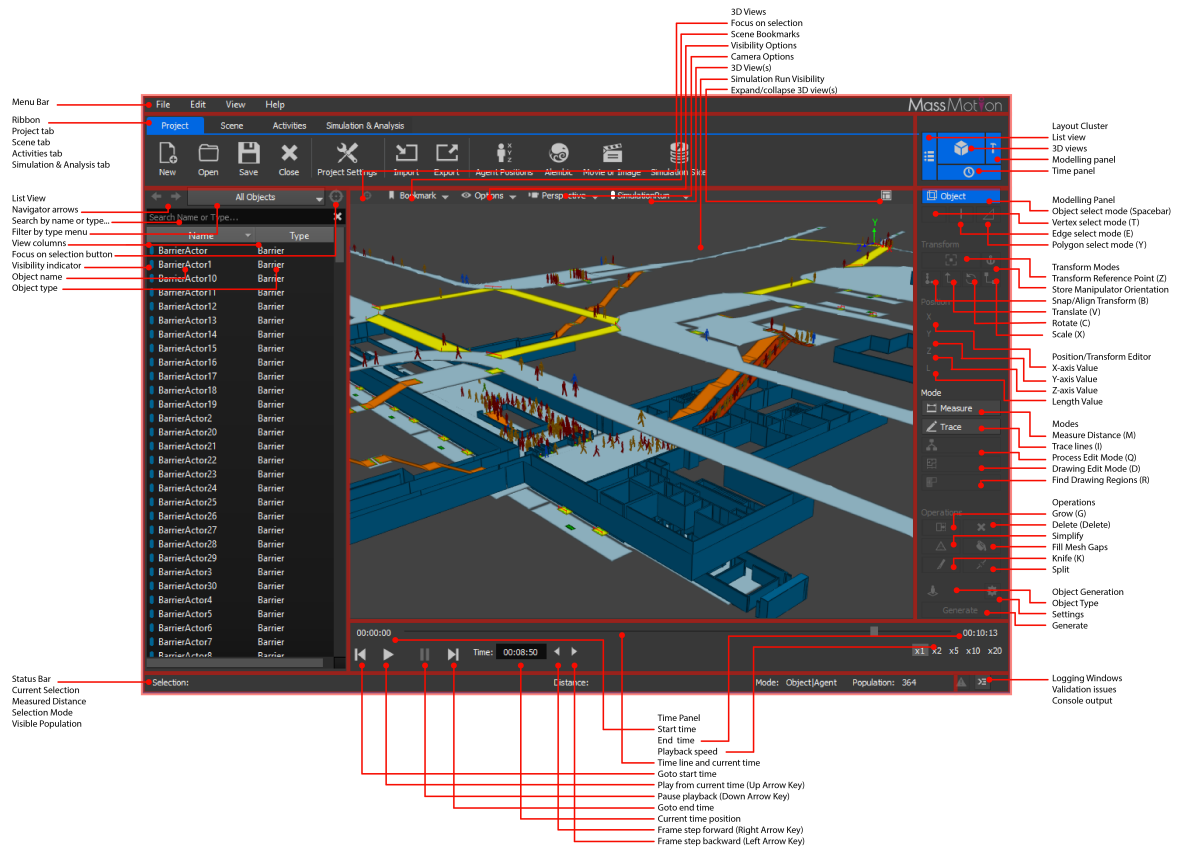 3D Views
Focus on selection
Scene Bookmarks
Visibility Options
Camera Options
3D View(s)
Simulation Run Visibility
Expand/collapse 3D view(s)
Menu Bar
Ribbon
Project tab
Scene tab
Activities tab
Simulation & Analysis tab
List View
Navigator arrows
Search by name or type...
Filter by type menu
View columns
Focus on selection button
Visibility indicator
Object name
Object type
Status Bar
Current Selection
Measured Distance
Selection Mode
Visible Population
File Edit View Help
MassMotion
Project Scene Activities Simulation & Analysis
New Open Save Close Project Settings Import Export Agent Positions Alembic Movie or Image Simulation Slice
All Objects
Bookmark Options Perspective SimulationRun
Search Name or Type...
Name Type
BarrierActor Barrier
BarrierActor1 Barrier
BarrierActor10 Barrier
BarrierActor11 Barrier
BarrierActor12 Barrier
BarrierActor13 Barrier
BarrierActor14 Barrier
BarrierActor15 Barrier
BarrierActor16 Barrier
BarrierActor17 Barrier
BarrierActor18 Barrier
BarrierActor19 Barrier
BarrierActor2 Barrier
BarrierActor20 Barrier
BarrierActor21 Barrier
BarrierActor22 Barrier
BarrierActor23 Barrier
BarrierActor24 Barrier
BarrierActor25 Barrier
BarrierActor26 Barrier
BarrierActor27 Barrier
BarrierActor28 Barrier
BarrierActor29 Barrier
BarrierActor3 Barrier
BarrierActor30 Barrier
BarrierActor4 Barrier
BarrierActor5 Barrier
BarrierActor6 Barrier
BarrierActor7 Barrier
BarrierActor8 Barrier
Y
Object
Transform
Position
X
Y
Z
L
Mode
Measure
Trace
Operations
Generate
00:00:00
00:10:13
Time: 00:08:50
x1 x2 x5 x10 x20
Selection: Distance: Mode: Object|Agent Population: 364
Layout Cluster
List view
3D views
Modelling panel
Time panel
Modelling Panel
Object select mode (Spacebar)
Vertex select mode (T)
Edge select mode (E)
Polygon select mode (Y)
Transform Modes
Transform Reference Point (Z)
Store Manipulator Orientation
Snap/Align Transform (B)
Translate (V)
Rotate (C)
Scale (X)
Position/Transform Editor
X-axis Value
Y-axis Value
Z-axis Value
Length Value
Modes
Measure Distance (M)
Trace lines (I)
Process Edit Mode (Q)
Drawing Edit Mode (D)
Find Drawing Regions (R)
Operations
Grow (G)
Delete (Delete)
Simplify
Fill Mesh Gaps
Knife (K)
Split
Object Generation
Object Type
Settings
Generate
Logging Windows
Validation issues
Console output
Time Panel
Start time
End time
Playback speed
Time line and current time
Goto start time
Play from current time (Up Arrow Key)
Pause playback (Down Arrow Key)
Goto end time
Current time position
Frame step forward (Right Arrow Key)
Frame step backward (Left Arrow Key)